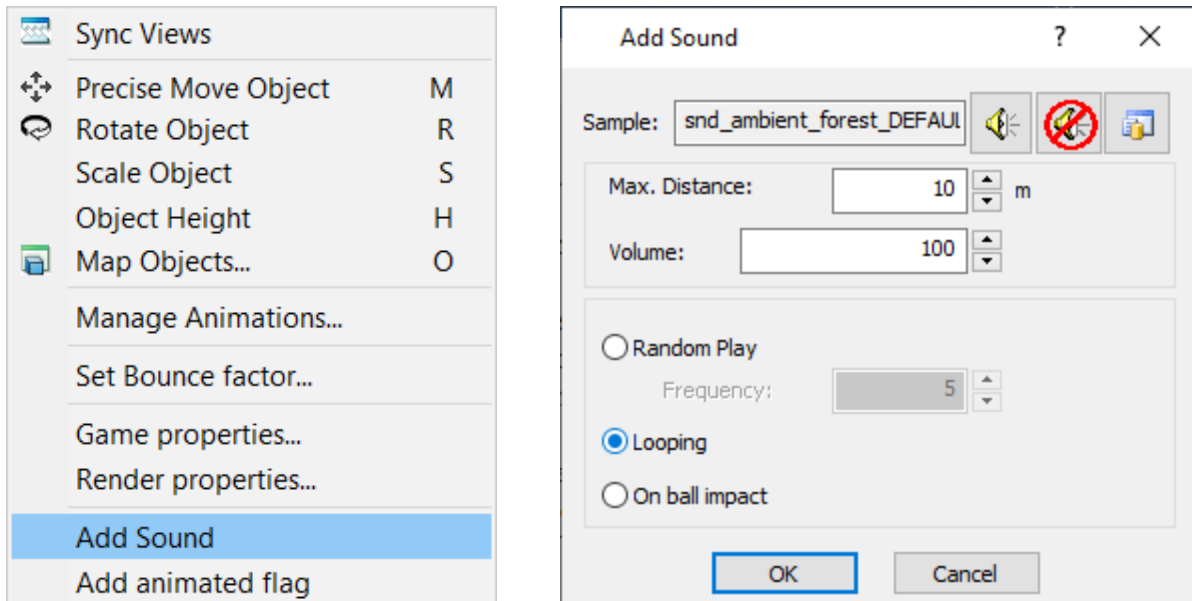 Sync Views
Precise Move Object M
Rotate Object R
Scale Object S
Object Height H
Map Objects... O
Manage Animations...
Set Bounce factor...
Game properties...
Render properties...
Add Sound
Add animated flag
Add Sound ?
Sample: snd_ambient_forest_DEFAUL
Max. Distance: 10 m
Volume: 100
Random Play
Frequency: 5
Looping
On ball impact
OK Cancel